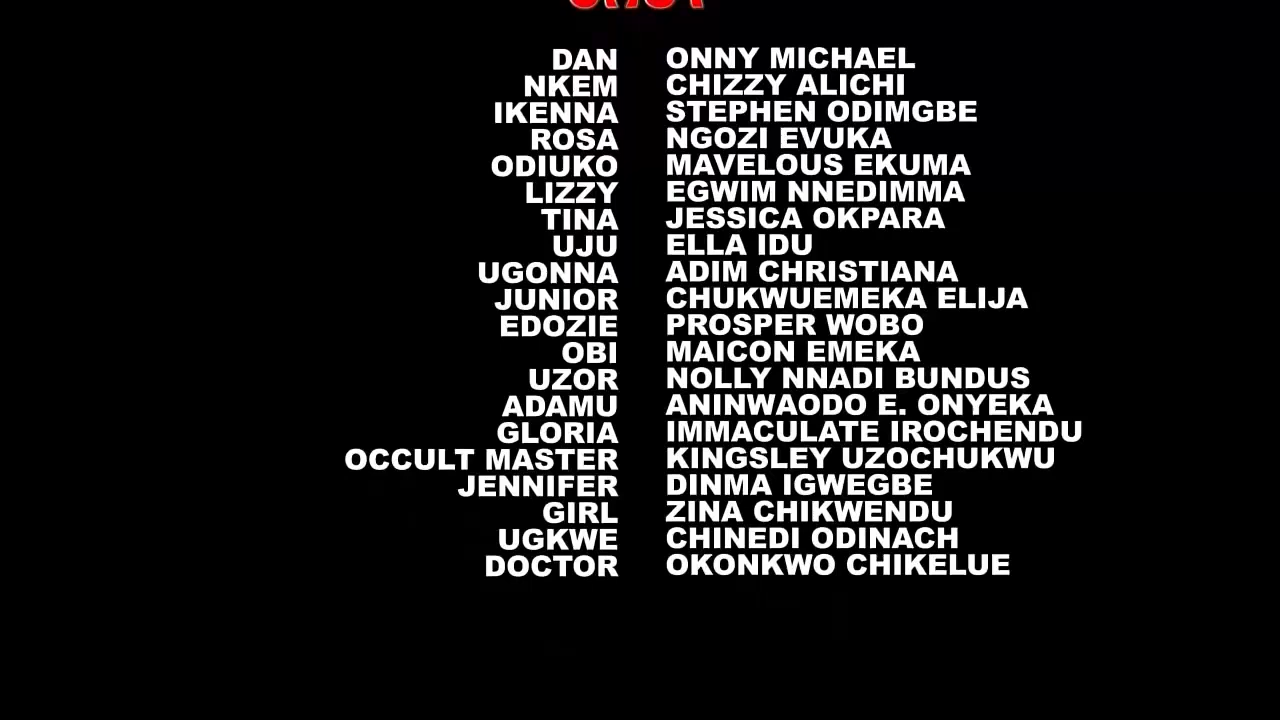 DAN ONNY MICHAEL
NKEM CHIZZY ALICHI
IKENNA STEPHEN ODIMGBE
ROSA NGOZI EVUKA
ODIUKO MAVELOUS EKUMA
LIZZY EGWIM NNEDIMMA
TINA JESSICA OKPARA
UJU ELLA IDU
UGONNA ADIM CHRISTIANA
JUNIOR CHUKWUEMEKA ELIJA
EDOZIE PROSPER WOBO
OBI MAICON EMEKA
UZOR NOLLY NNADI BUNDUS
ADAMU ANINWAODO E. ONYEKA
GLORIA IMMACULATE IROCHENDU
OCCULT MASTER KINGSLEY UZOCHUKWU
JENNIFER DINMA IGWEGBE
GIRL ZINA CHIKWENDU
UGKWE CHINEDI ODINACH
DOCTOR OKONKWO CHIKELUE